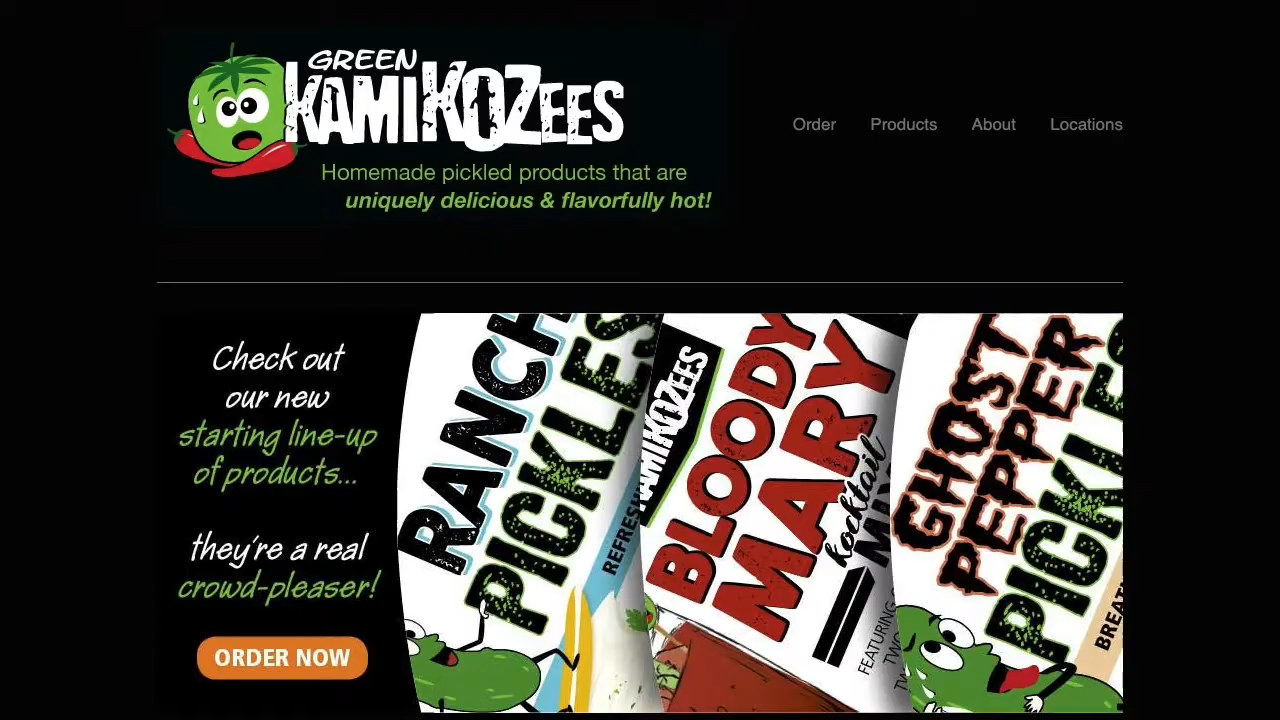 GREEN
KAMIKOZEES
Homemade pickled products that are
uniquely delicious & flavorfully hot!
Order
Products
About
Locations
Check out
our new
starting line-up
of products...
they're a real
crowd-pleaser!
ORDER NOW
RANCH
PICKLES
KAMIKOZEES
BLOODY
MARY
kocktail
FEATURING
GHOST
PEPPER
PICKLES